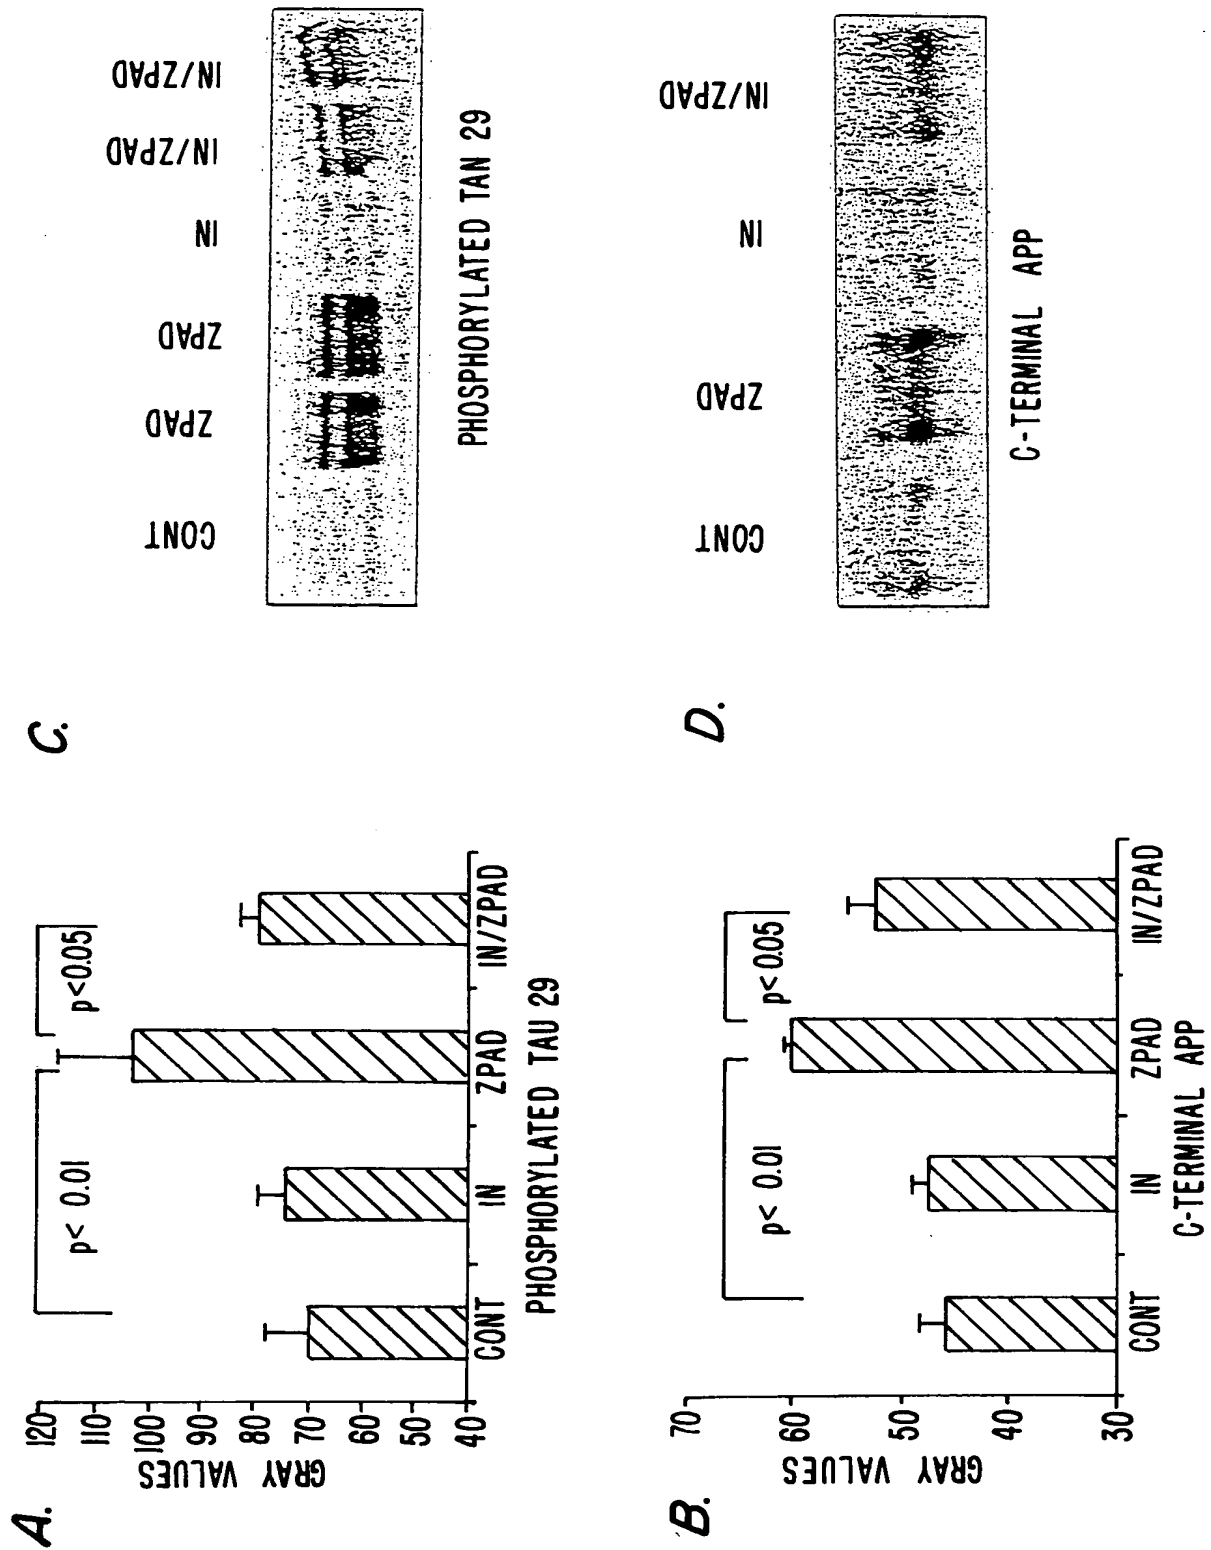 A.
GRAY VALUES
120
110
100
90
80
70
60
50
40
p< 0.01
p<0.05
CONT
IN
ZPAD
IN/ZPAD
PHOSPHORYLATED TAU 29
B.
GRAY VALUES
70
60
50
40
30
p< 0.01
p<0.05
CONT
IN
ZPAD
IN/ZPAD
C-TERMINAL APP
C.
CONT
ZPAD
ZPAD
IN
IN/ZPAD
IN/ZPAD
PHOSPHORYLATED TAN 29
D.
CONT
ZPAD
IN
IN/ZPAD
C-TERMINAL APP